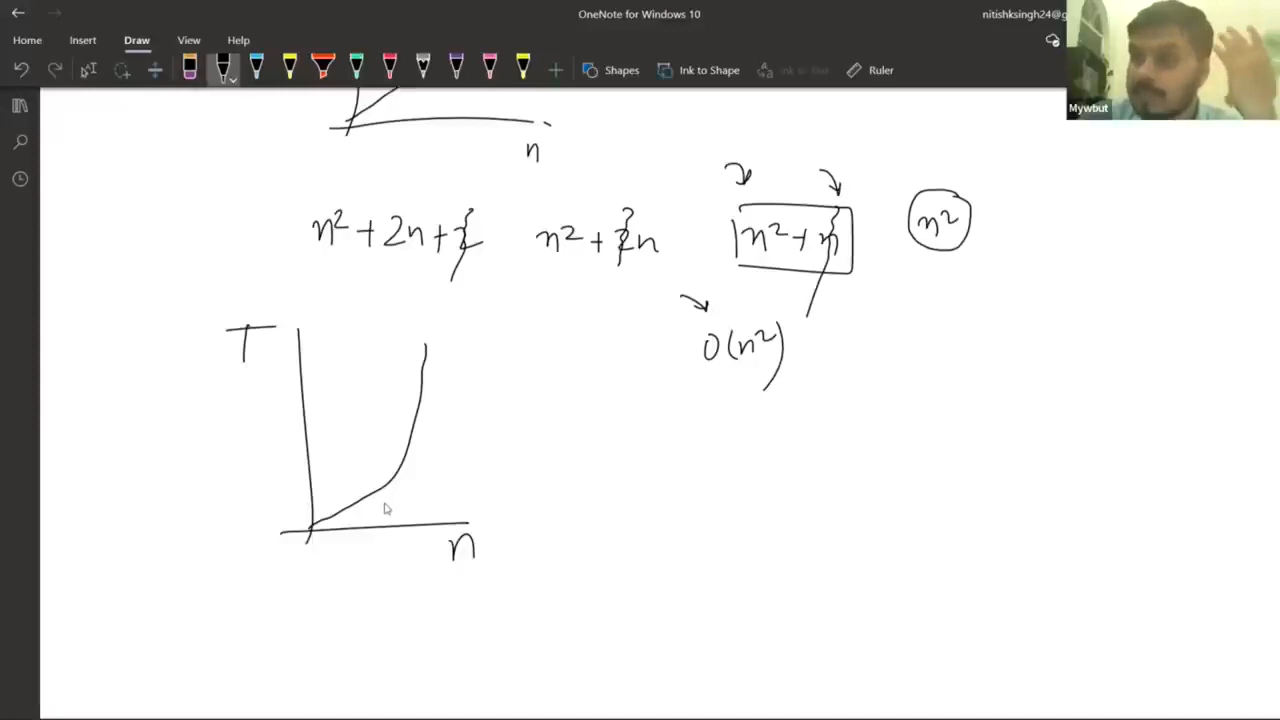 OneNote for Windows 10
nitishksingh24@g
Home Insert Draw View Help
Shapes Ink to Shape Ruler
Mywbut
n
n² + 2n + 2 n² + 2n n² + n n²
O(n²)
T
n